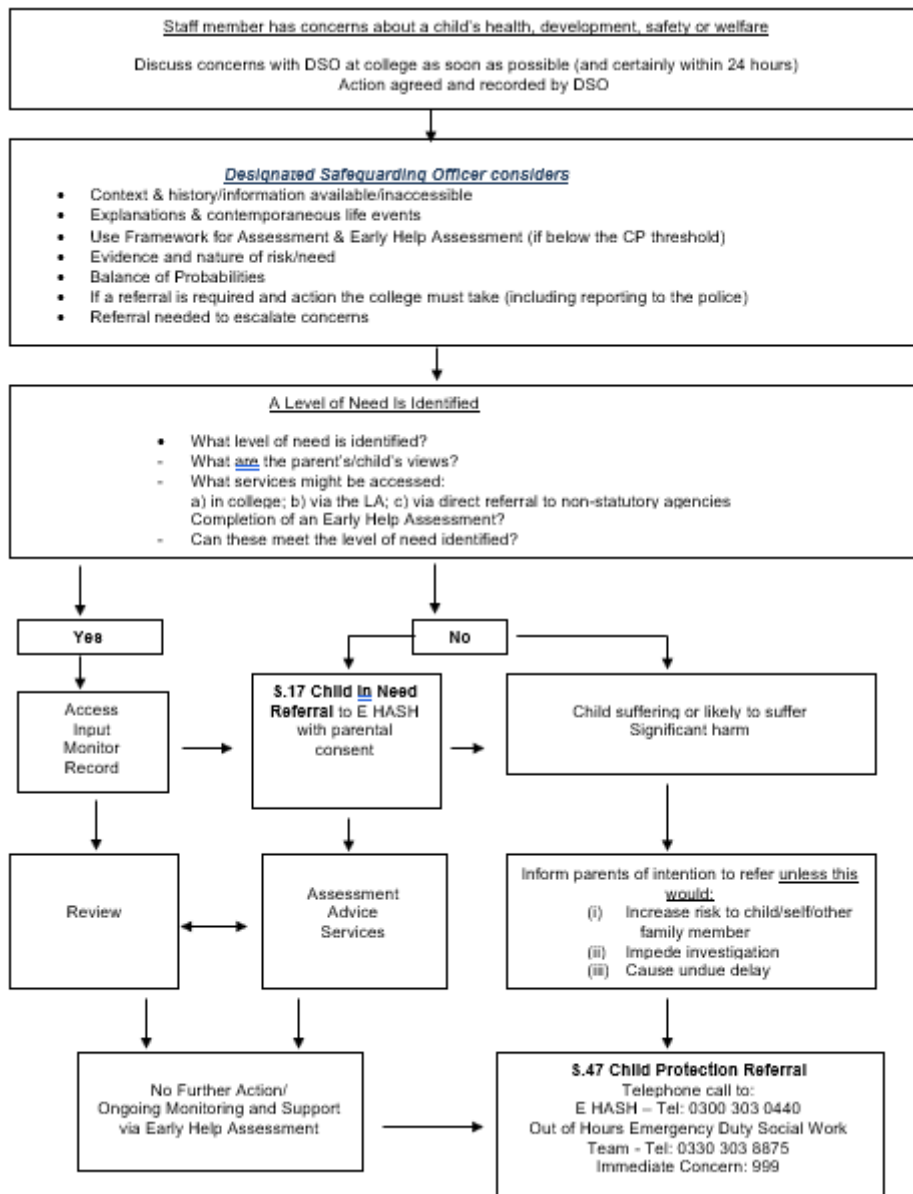 Staff member has concerns about a child's health, development, safety or welfare
Discuss concerns with DSO at college as soon as possible (and certainly within 24 hours)
Action agreed and recorded by DSO
Designated Safeguarding Officer considers
• Context & history/information available/inaccessible
• Explanations & contemporaneous life events
• Use Framework for Assessment & Early Help Assessment (if below the CP threshold)
• Evidence and nature of risk/need
• Balance of Probabilities
• If a referral is required and action the college must take (including reporting to the police)
• Referral needed to escalate concerns
A Level of Need Is Identified
• What level of need is identified?
- What are the parent's/child's views?
- What services might be accessed:
a) in college; b) via the LA; c) via direct referral to non-statutory agencies
Completion of an Early Help Assessment?
- Can these meet the level of need identified?
Yes
No
Access
Input
Monitor
Record
S.17 Child in Need
Referral to E HASH
with parental
consent
Child suffering or likely to suffer
Significant harm
Review
Assessment
Advice
Services
Inform parents of intention to refer unless this
would:
(i) Increase risk to child/self/other
family member
(ii) Impede investigation
(iii) Cause undue delay
No Further Action/
Ongoing Monitoring and Support
via Early Help Assessment
S.47 Child Protection Referral
Telephone call to:
E HASH – Tel: 0300 303 0440
Out of Hours Emergency Duty Social Work
Team - Tel: 0330 303 8875
Immediate Concern: 999